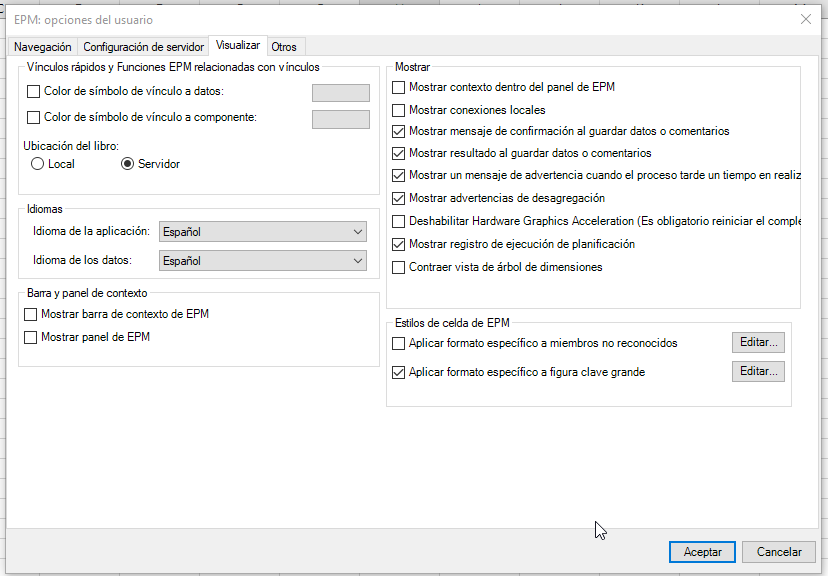 EPM: opciones del usuario
Navegación
Configuración de servidor
Visualizar
Otros
Vínculos rápidos y Funciones EPM relacionadas con vínculos
Color de símbolo de vínculo a datos:
Color de símbolo de vínculo a componente:
Ubicación del libro:
Local
Servidor
Idiomas
Idioma de la aplicación:
Español
Idioma de los datos:
Español
Barra y panel de contexto
Mostrar barra de contexto de EPM
Mostrar panel de EPM
Mostrar
Mostrar contexto dentro del panel de EPM
Mostrar conexiones locales
Mostrar mensaje de confirmación al guardar datos o comentarios
Mostrar resultado al guardar datos o comentarios
Mostrar un mensaje de advertencia cuando el proceso tarde un tiempo en realiz
Mostrar advertencias de desagregación
Deshabilitar Hardware Graphics Acceleration (Es obligatorio reiniciar el comple
Mostrar registro de ejecución de planificación
Contraer vista de árbol de dimensiones
Estilos de celda de EPM
Aplicar formato específico a miembros no reconocidos
Editar...
Aplicar formato específico a figura clave grande
Editar...
Aceptar
Cancelar